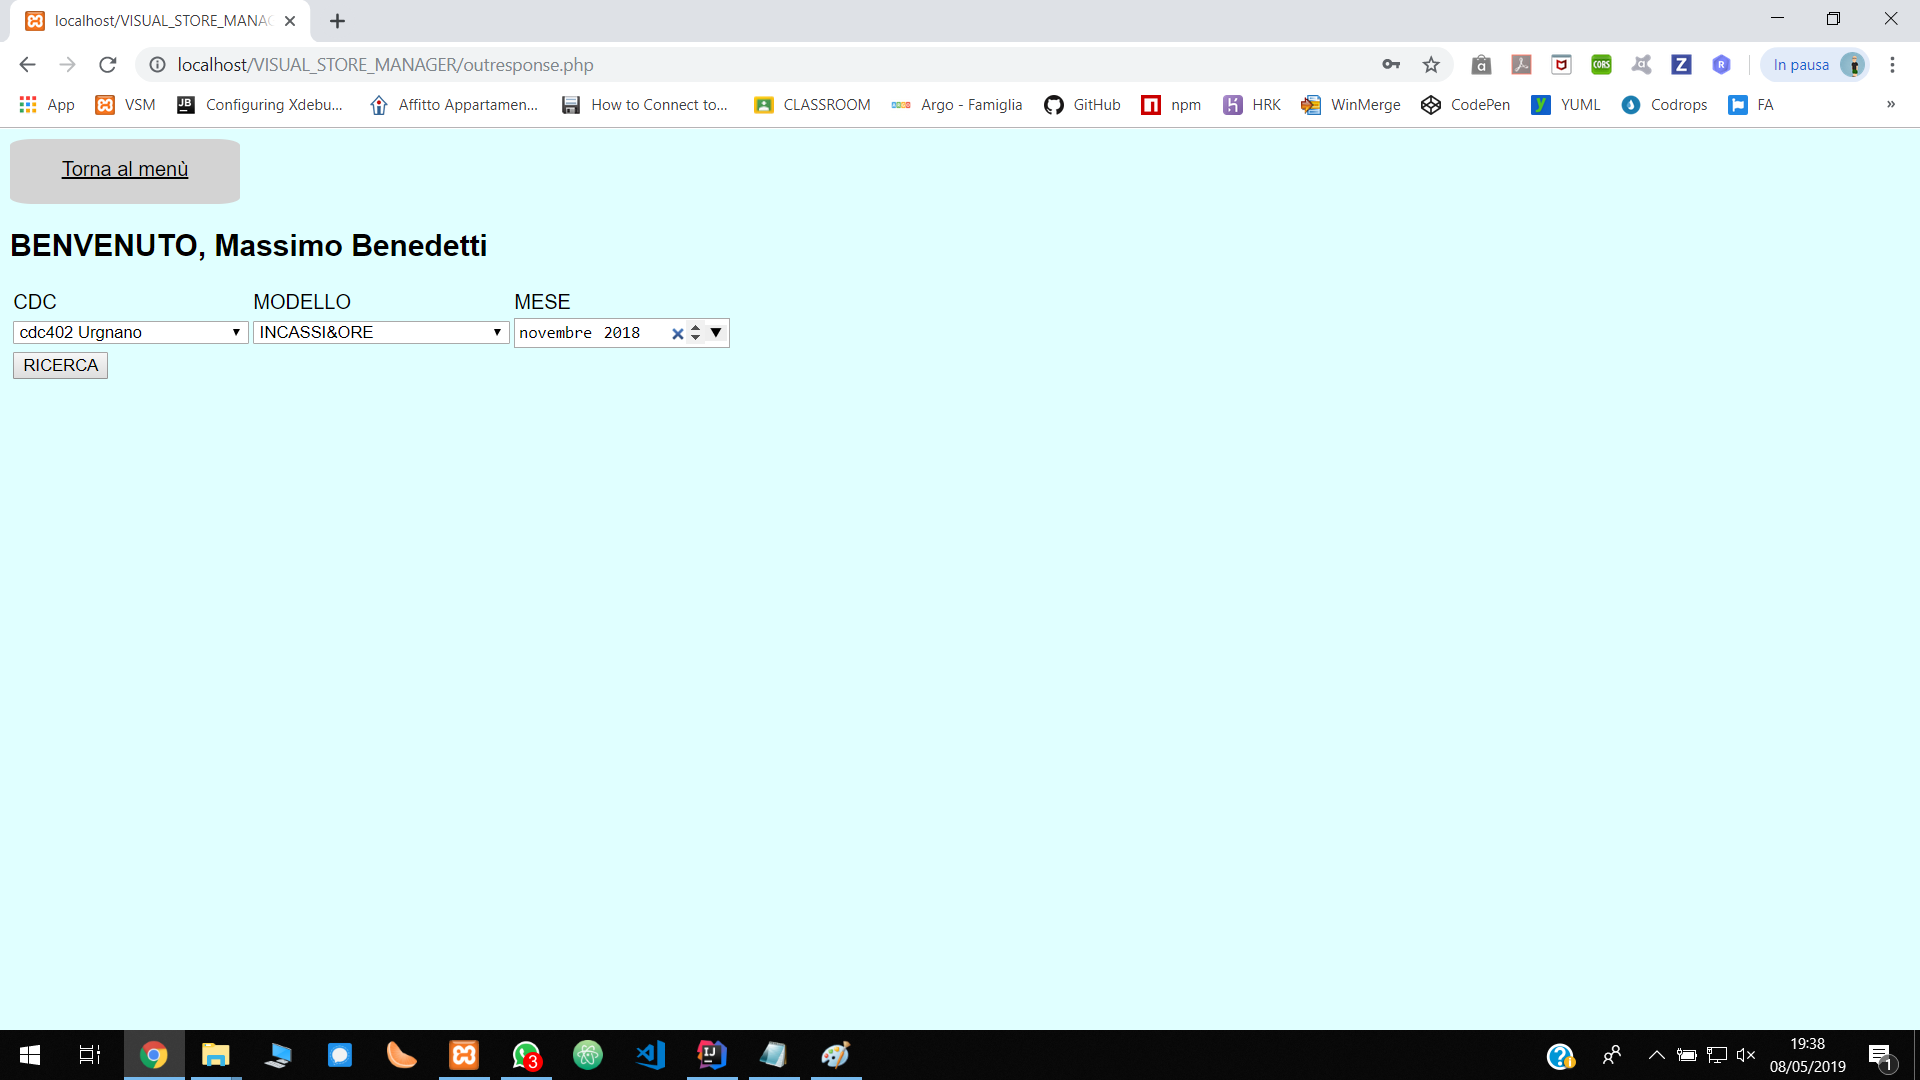 localhost/VISUAL_STORE_MANA
localhost/VISUAL_STORE_MANAGER/outresponse.php
In pausa
App VSM Configuring Xdebu... Affitto Appartamen... How to Connect to... CLASSROOM Argo - Famiglia GitHub npm HRK WinMerge CodePen YUML Codrops FA »
Torna al menù
BENVENUTO, Massimo Benedetti
CDC MODELLO MESE
cdc402 Urgnano INCASSI&ORE novembre 2018
RICERCA
3
19:38
08/05/2019
1